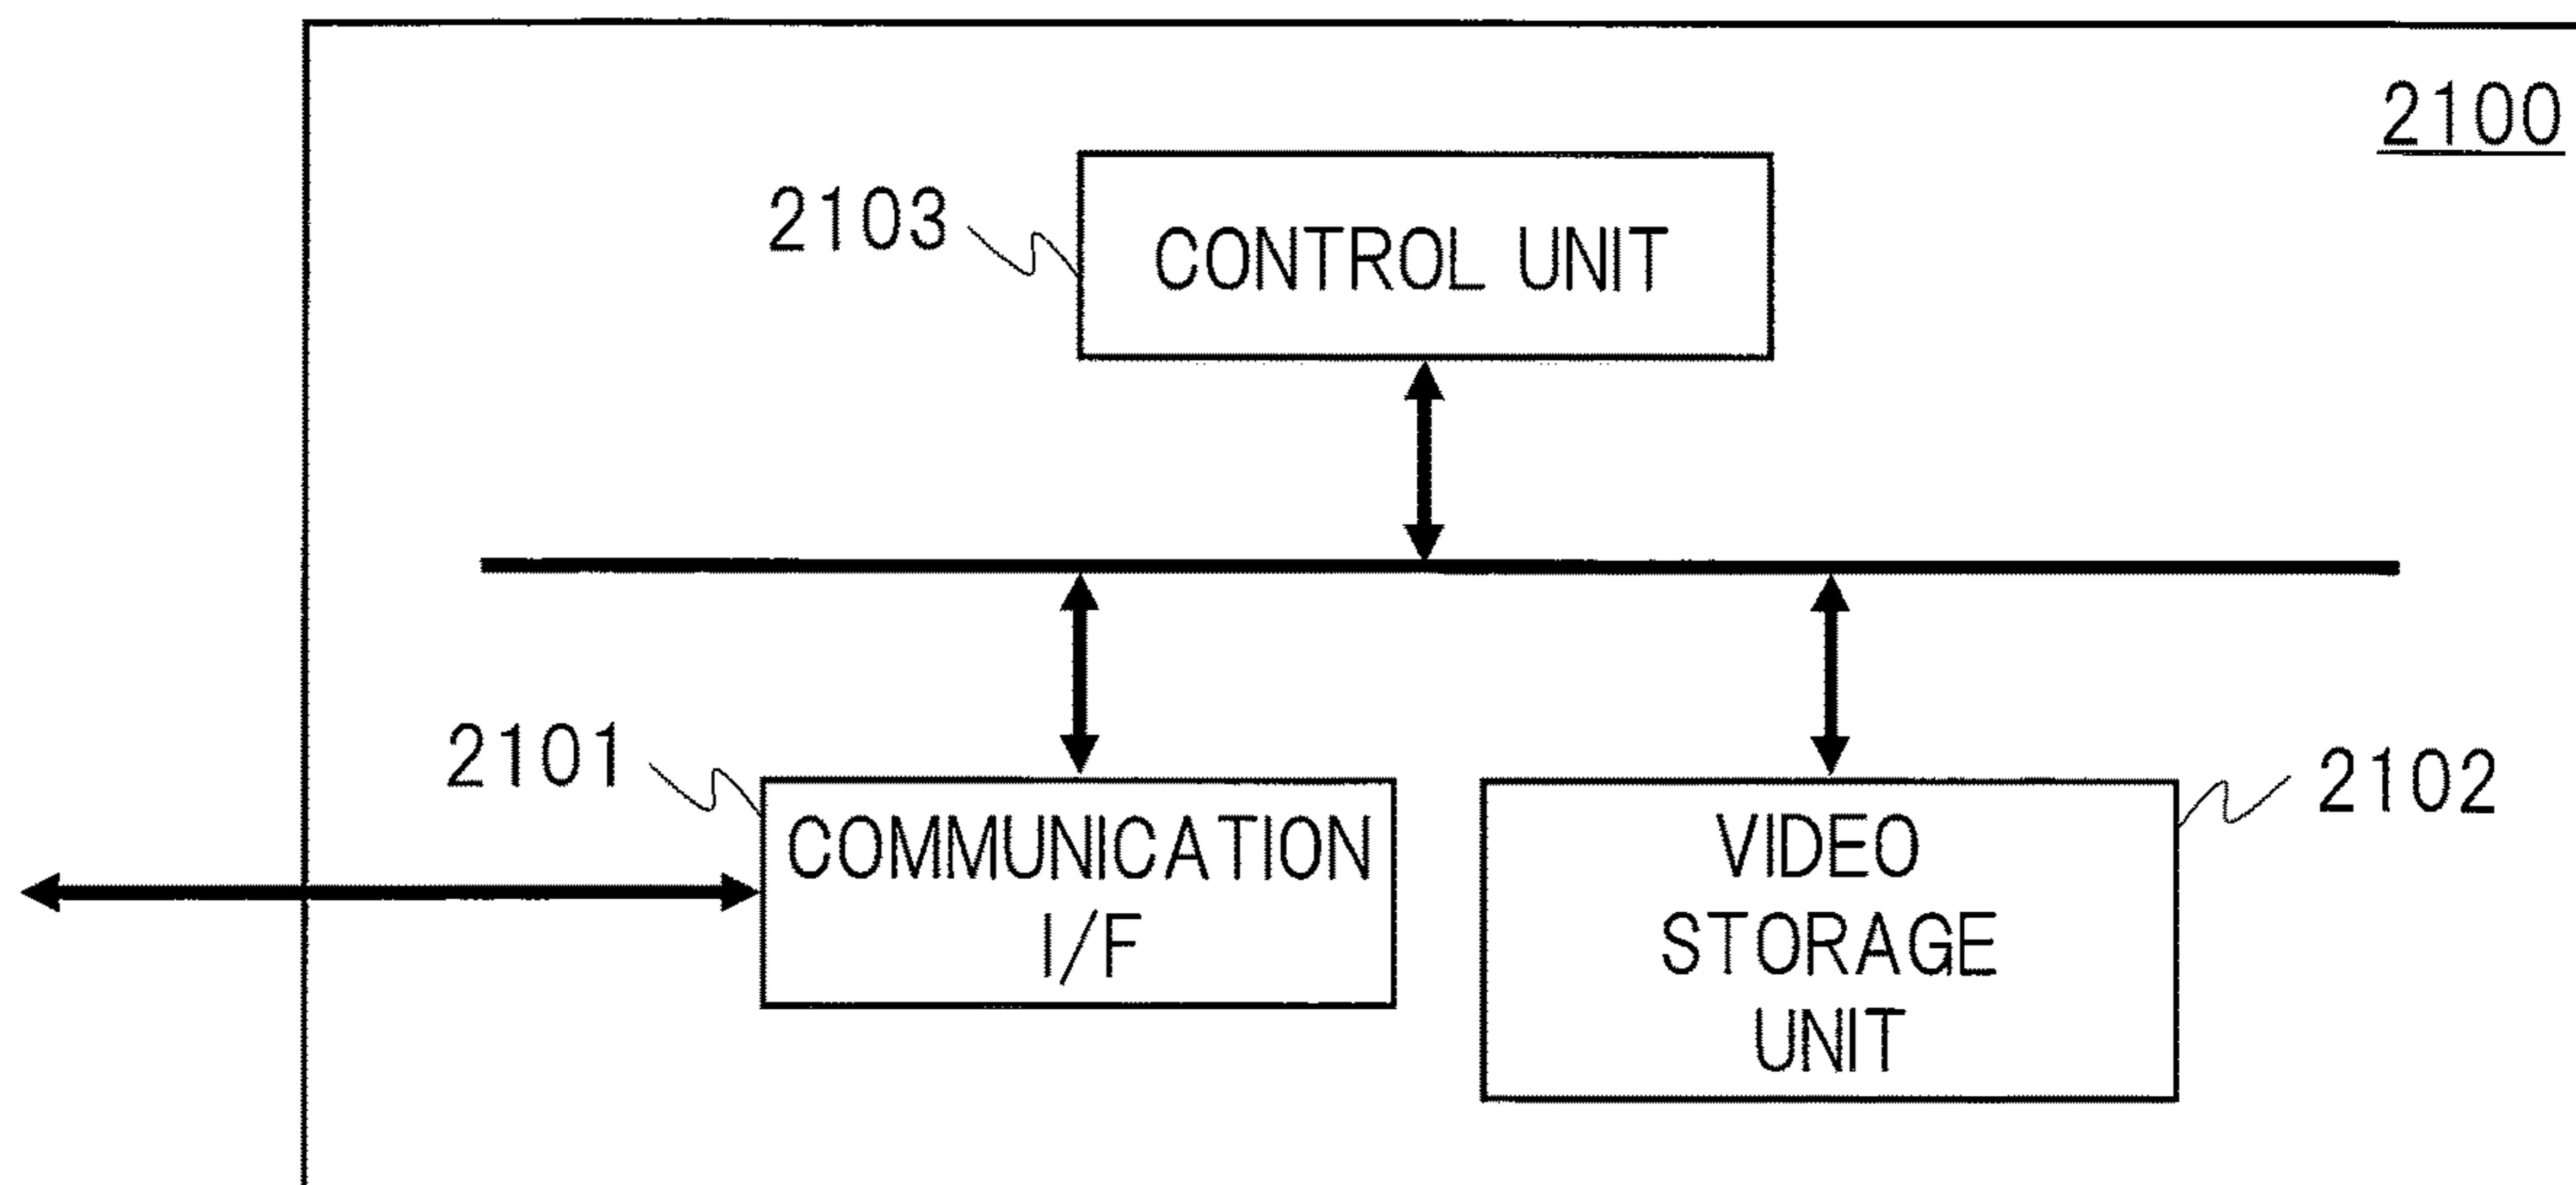 2100
2103
CONTROL UNIT
2101
COMMUNICATION
I/F
VIDEO
STORAGE
UNIT
2102